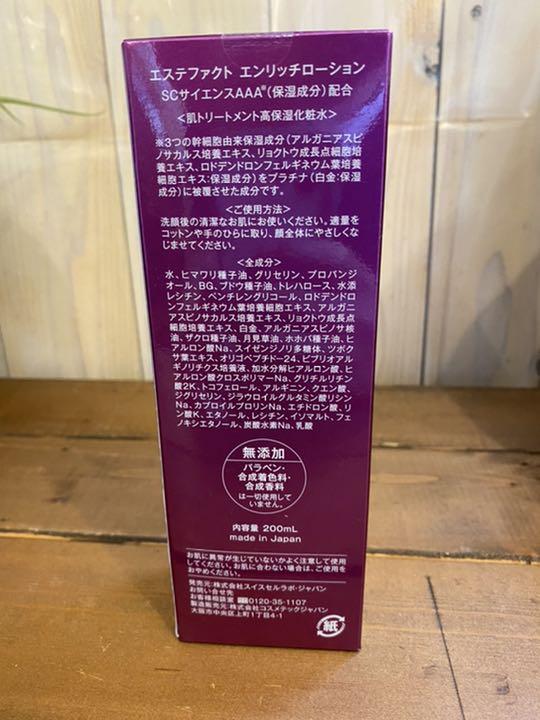 エステファクト エンリッチローション
SCサイエンスAAA※(保湿成分)配合
<肌トリートメント高保湿化粧水>
※3つの幹細胞由来保湿成分(アルガニアスピ
ノサカルス培養エキス、リョクトウ成長点細胞培
養エキス、ロドデンドロンフェルギネウム葉培養
細胞エキス:保湿成分)をプラチナ(白金:保湿
成分)に被覆させた成分です。
<ご使用方法>
洗顔後の清潔なお肌にお使いください。適量を
コットンや手のひらに取り、顔全体にやさしくな
じませてください。
<全成分>
水、ヒマワリ種子油、グリセリン、プロパンジ
オール、BG、ブドウ種子油、トレハロース、水添
レシチン、ペンチレングリコール、ロドデンド
ロンフェルギネウム葉培養細胞エキス、アルガニ
アスピノサカルス培養エキス、リョクトウ成長点
細胞培養エキス、白金、アルガニアスピノサ核
油、ザクロ種子油、月見草油、ホホバ種子油、ヒ
アルロン酸Na、スイゼンジノリ多糖体、ツボク
サ葉エキス、オリゴペプチド-24、ビブリオアル
ギノリチクス培養液、加水分解ヒアルロン酸、ヒ
アルロン酸クロスポリマーNa、グリチルリチン
酸2K、トコフェロール、アルギニン、クエン酸、
ジグリセリン、ジラウロイルグルタミン酸リシン
Na、カプロイルプロリンNa、エチドロン酸、リ
ン酸K、エタノール、レシチン、イソマルト、フェ
ノキシエタノール、炭酸水素Na、乳酸
無添加
パラベン・
合成着色料・
合成香料
は一切使用して
いません。
内容量 200mL
made in Japan
お肌に異常が生じていないかよく注意して使用
してください。お肌に合わない場合は、ご使用を
おやめください。
発売元:株式会社スイスセルラボ・ジャパン
お問い合わせ先
お客様相談室 0120-35-1107
製造販売元:株式会社コスメテックジャパン
大阪市中央区上町1丁目4-1
紙